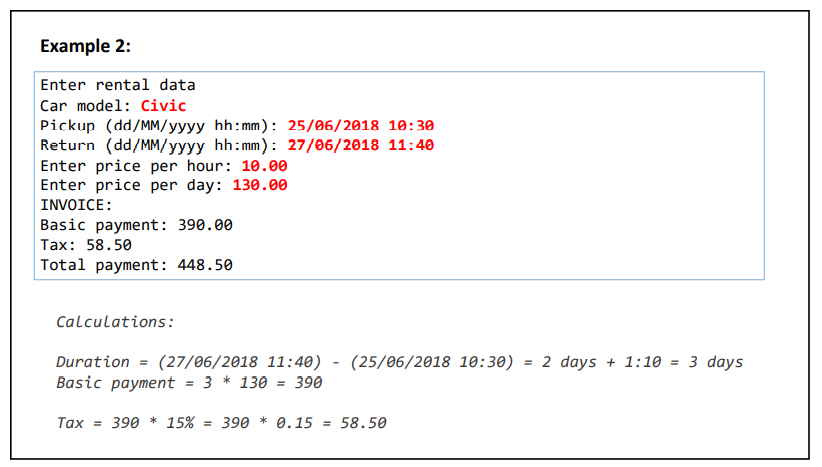 Example 2:
Enter rental data
Car model: Civic
Pickup (dd/MM/yyyy hh:mm): 25/06/2018 10:30
Return (dd/MM/yyyy hh:mm): 27/06/2018 11:40
Enter price per hour: 10.00
Enter price per day: 130.00
INVOICE:
Basic payment: 390.00
Tax: 58.50
Total payment: 448.50
Calculations:
Duration = (27/06/2018 11:40) - (25/06/2018 10:30) = 2 days + 1:10 = 3 days
Basic payment = 3 * 130 = 390
Tax = 390 * 15% = 390 * 0.15 = 58.50